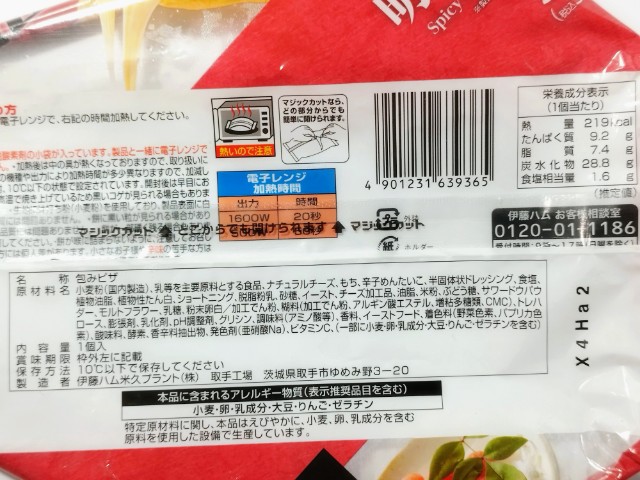 Spicy
の方
電子レンジで、右記の時間加熱してください。
熱いので注意
マジックカットなら、
どの部分からでも
簡単に開けられます。
電子レンジ
加熱時間
出力 時間
1600W 20秒
4 901231 639365
栄養成分表示
(1個当たり)
熱量 219kcal
たんぱく質 9.2 g
脂質 7.4 g
炭水化物 28.8 g
食塩相当量 1.6 g
(推定値)
伊藤ハム お客様相談室
0120-01-1186
マジックカット どこからでも開けられます マジックカット
紙 ホルダー
名称 包みピザ
原材料名 小麦粉(国内製造)、乳等を主要原料とする食品、ナチュラルチーズ、もち、辛子めんたいこ、半固体状ドレッシング、食塩、
植物油脂、植物性たん白、ショートニング、脱脂粉乳、砂糖、イースト、チーズ加工品、油脂、米粉、ぶどう糖、サワードウパウ
ダー、モルトフラワー、乳糖、粉末卵白/加工でん粉、糊料(加工でん粉、アルギン酸エステル、増粘多糖類、CMC)、トレハ
ロース、膨張剤、乳化剤、pH調整剤、グリシン、調味料(アミノ酸等)、香料、イーストフード、着色料(野菜色素、パプリカ色
素)、酸味料、酵素、香辛料抽出物、発色剤(亜硝酸Na)、ビタミンC、(一部に小麦・卵・乳成分・大豆・りんご・ゼラチンを含む)
内容量 1個入
賞味期限 枠外左に記載
保存方法 10℃以下で保存してください
製造者 伊藤ハム米久プラント(株) 取手工場 茨城県取手市ゆめみ野3-20
X4Ha2
本品に含まれるアレルギー物質(表示推奨品目を含む)
小麦・卵・乳成分・大豆・りんご・ゼラチン
特定原材料に関し、本品はえびやかに、小麦、卵、乳成分を含む
原料を使用した設備で生産しています。